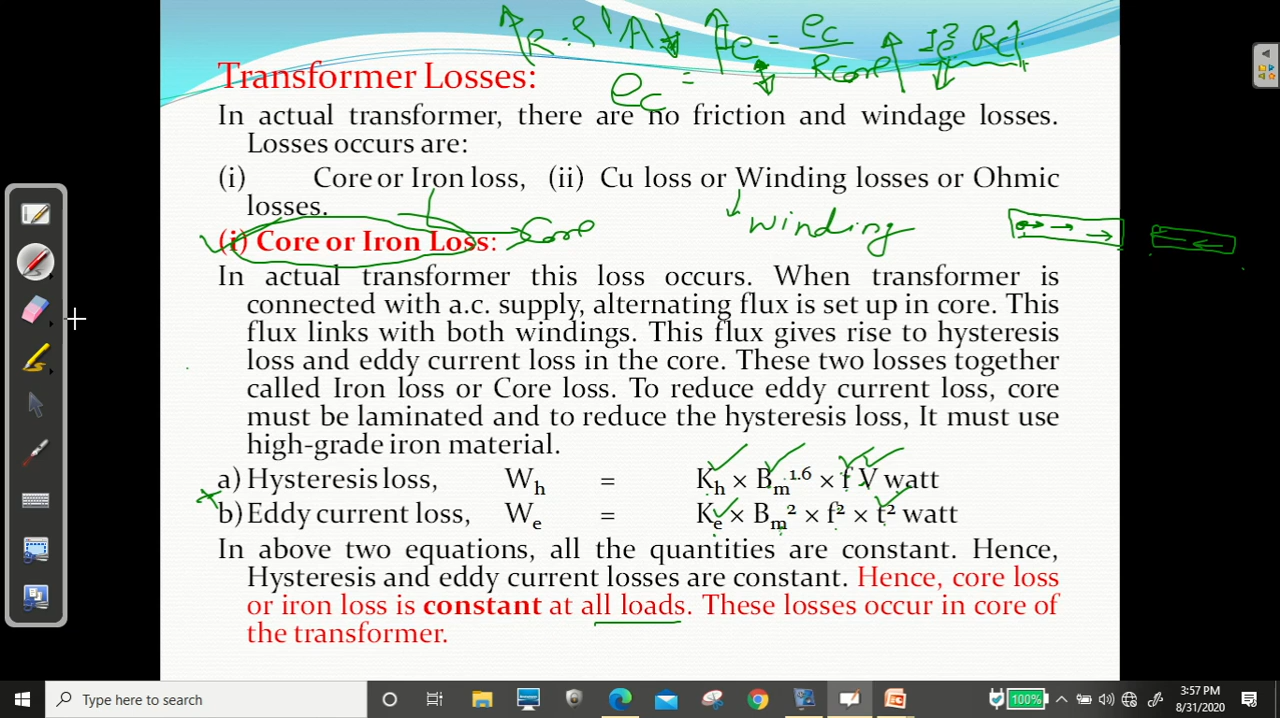 ↑R = ρ l A ↓ ↑Ie = ec / Rcore ↑ Ie² Rc↑
ec =
Transformer Losses:
In actual transformer, there are no friction and windage losses.
Losses occurs are:
(i) Core or Iron loss, (ii) Cu loss or Winding losses or Ohmic
losses.
Core
winding
(i) Core or Iron Loss:
In actual transformer this loss occurs. When transformer is
connected with a.c. supply, alternating flux is set up in core. This
flux links with both windings. This flux gives rise to hysteresis
loss and eddy current loss in the core. These two losses together
called Iron loss or Core loss. To reduce eddy current loss, core
must be laminated and to reduce the hysteresis loss, It must use
high-grade iron material.
a) Hysteresis loss, Wh = Kh × Bm^1.6 × f V watt
b) Eddy current loss, We = Ke × Bm² × f² × t² watt
In above two equations, all the quantities are constant. Hence,
Hysteresis and eddy current losses are constant. Hence, core loss
or iron loss is constant at all loads. These losses occur in core of
the transformer.
Type here to search
100%
3:57 PM
8/31/2020